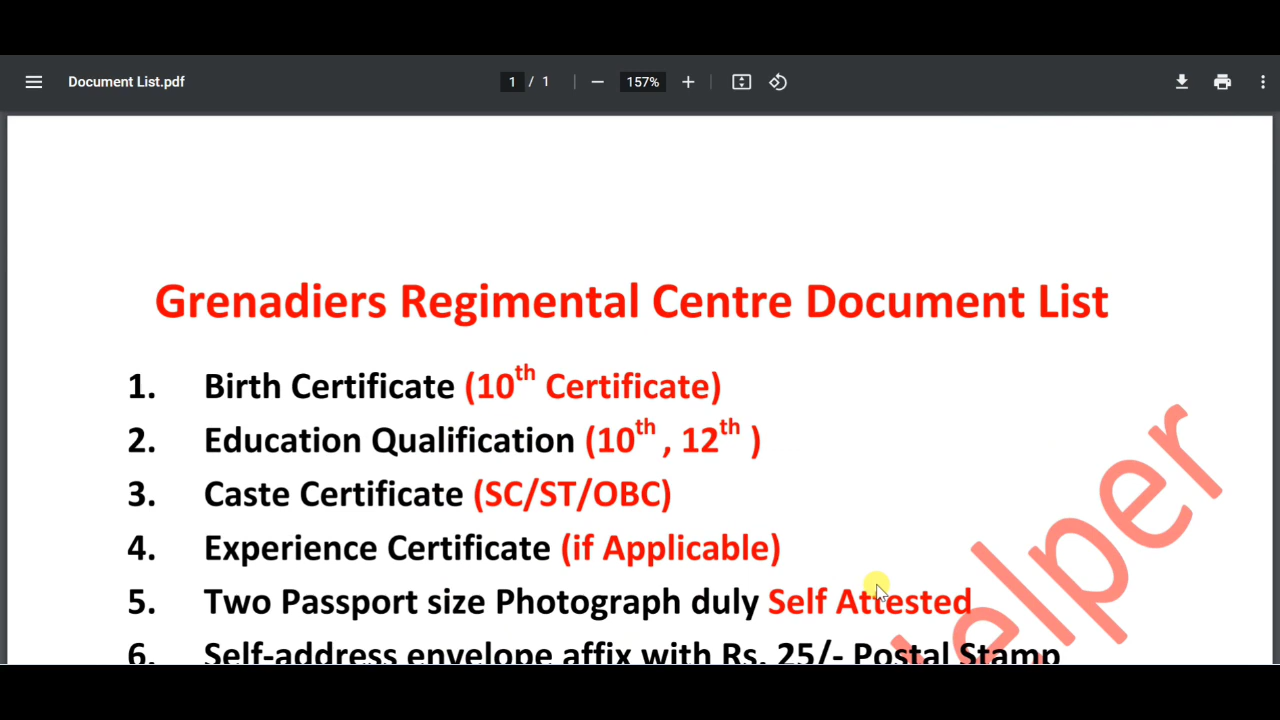 Document List.pdf
1 / 1
157%
Grenadiers Regimental Centre Document List
1. Birth Certificate (10th Certificate)
2. Education Qualification (10th , 12th )
3. Caste Certificate (SC/ST/OBC)
4. Experience Certificate (if Applicable)
5. Two Passport size Photograph duly Self Attested
6. Self-address envelope affix with Rs. 25/- Postal Stamp
elper